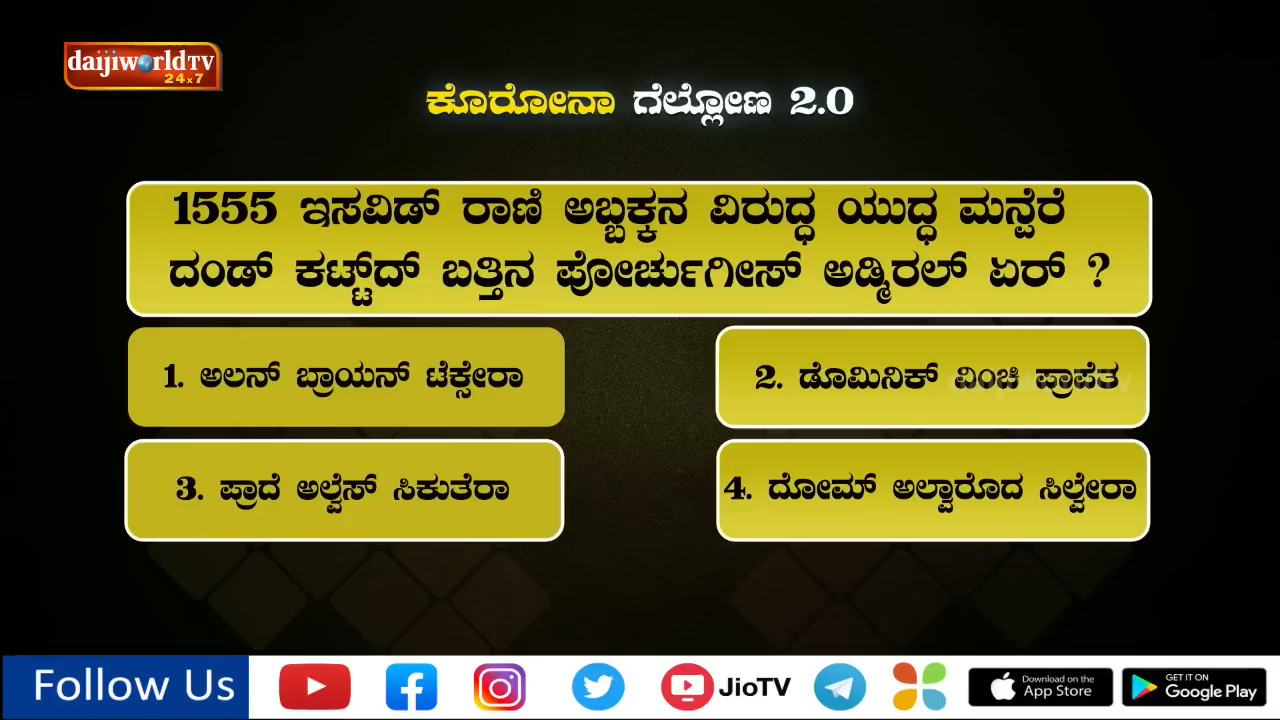 daijiworldTV
24x7
ಕೊರೋನಾ ಗೆಲ್ಲೋಣ 2.0
1555 ಇಸವಿಡ್ ರಾಣಿ ಅಬ್ಬಕ್ಕನ ವಿರುದ್ಧ ಯುದ್ಧ ಮನ್ಪೆರೆ
ದಂಡ್ ಕಟ್ಟ್‌ದ್ ಬತ್ತಿನ ಪೋರ್ಚುಗೀಸ್ ಅಡ್ಮಿರಲ್ ಏರ್ ?
1. ಅಲನ್ ಬ್ರಾಯನ್ ಟೆಕ್ಸೇರಾ
2. ಡೊಮಿನಿಕ್ ವಿಂಚಿ ಪ್ರಾಪೆತ
3. ಪ್ರಾದೆ ಅಲ್ವೆಸ್ ಸಿಕುತೆರಾ
4. ದೋಮ್ ಅಲ್ವಾರೊದ ಸಿಲ್ವೇರಾ
Follow Us
JioTV
Download on the
App Store
GET IT ON
Google Play